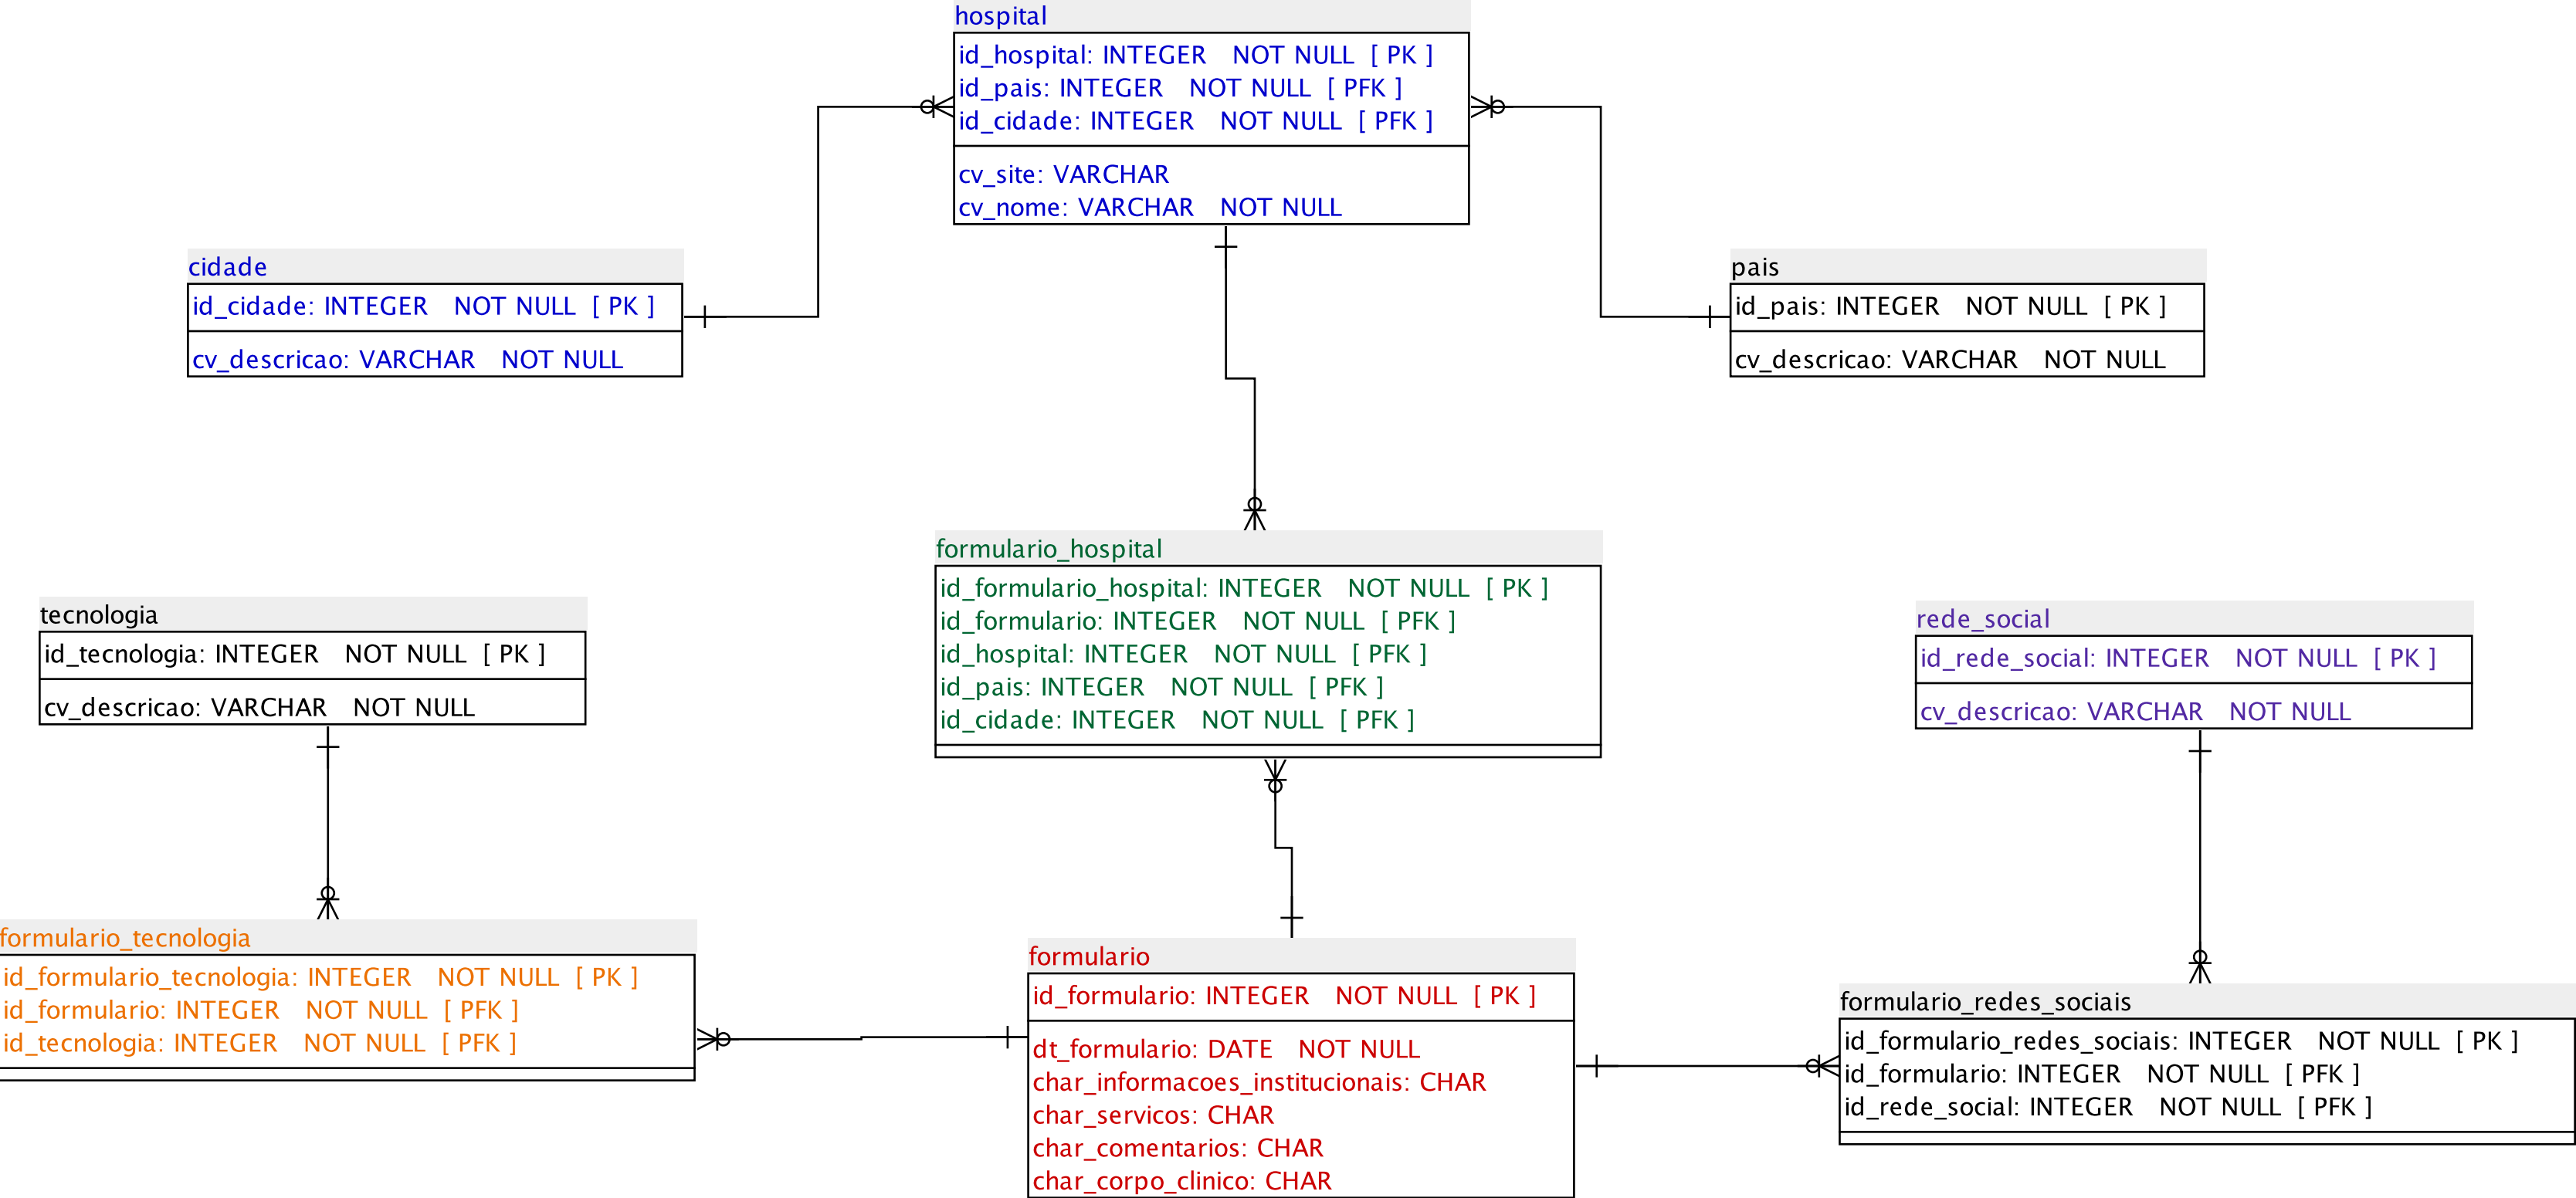 hospital
id_hospital: INTEGER NOT NULL [ PK ]
id_pais: INTEGER NOT NULL [ PFK ]
id_cidade: INTEGER NOT NULL [ PFK ]
cv_site: VARCHAR
cv_nome: VARCHAR NOT NULL
cidade
id_cidade: INTEGER NOT NULL [ PK ]
cv_descricao: VARCHAR NOT NULL
pais
id_pais: INTEGER NOT NULL [ PK ]
cv_descricao: VARCHAR NOT NULL
formulario_hospital
id_formulario_hospital: INTEGER NOT NULL [ PK ]
id_formulario: INTEGER NOT NULL [ PFK ]
id_hospital: INTEGER NOT NULL [ PFK ]
id_pais: INTEGER NOT NULL [ PFK ]
id_cidade: INTEGER NOT NULL [ PFK ]
tecnologia
id_tecnologia: INTEGER NOT NULL [ PK ]
cv_descricao: VARCHAR NOT NULL
rede_social
id_rede_social: INTEGER NOT NULL [ PK ]
cv_descricao: VARCHAR NOT NULL
formulario_tecnologia
id_formulario_tecnologia: INTEGER NOT NULL [ PK ]
id_formulario: INTEGER NOT NULL [ PFK ]
id_tecnologia: INTEGER NOT NULL [ PFK ]
formulario
id_formulario: INTEGER NOT NULL [ PK ]
dt_formulario: DATE NOT NULL
char_informacoes_institucionais: CHAR
char_servicos: CHAR
char_comentarios: CHAR
char_corpo_clinico: CHAR
formulario_redes_sociais
id_formulario_redes_sociais: INTEGER NOT NULL [ PK ]
id_formulario: INTEGER NOT NULL [ PFK ]
id_rede_social: INTEGER NOT NULL [ PFK ]